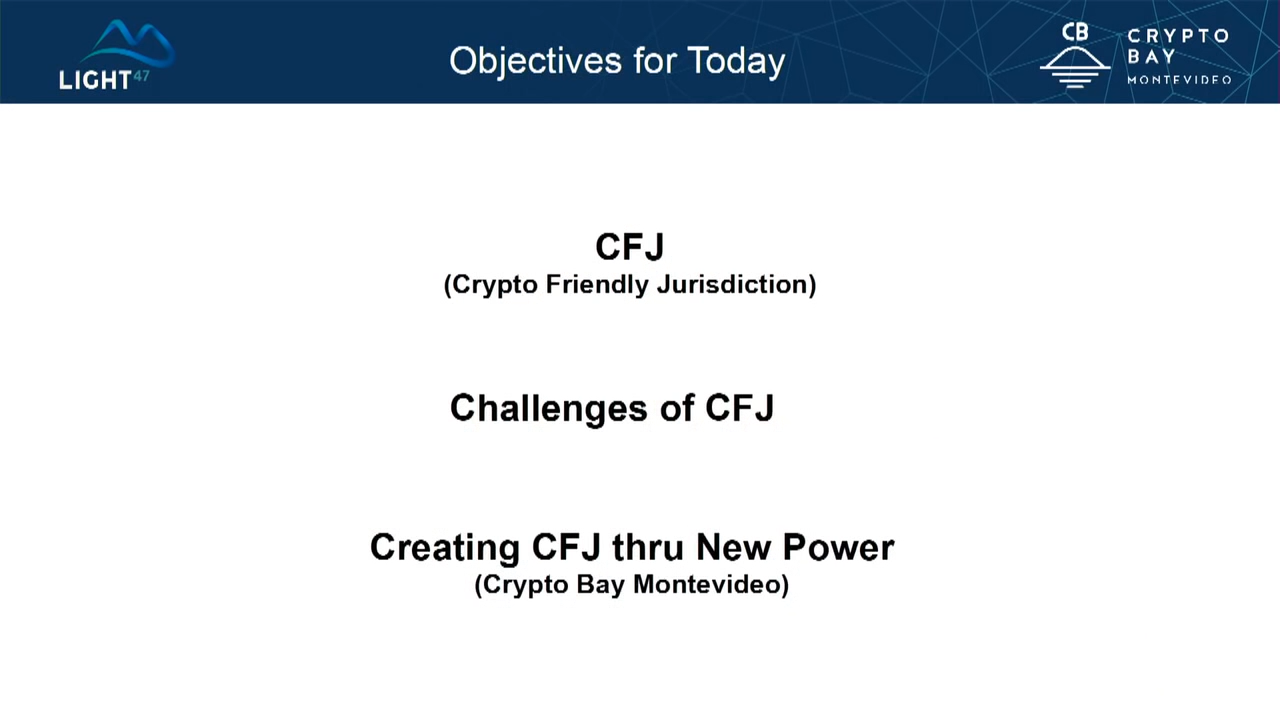 LIGHT47
Objectives for Today
CB
CRYPTO
BAY
MONTEVIDEO
CFJ
(Crypto Friendly Jurisdiction)
Challenges of CFJ
Creating CFJ thru New Power
(Crypto Bay Montevideo)